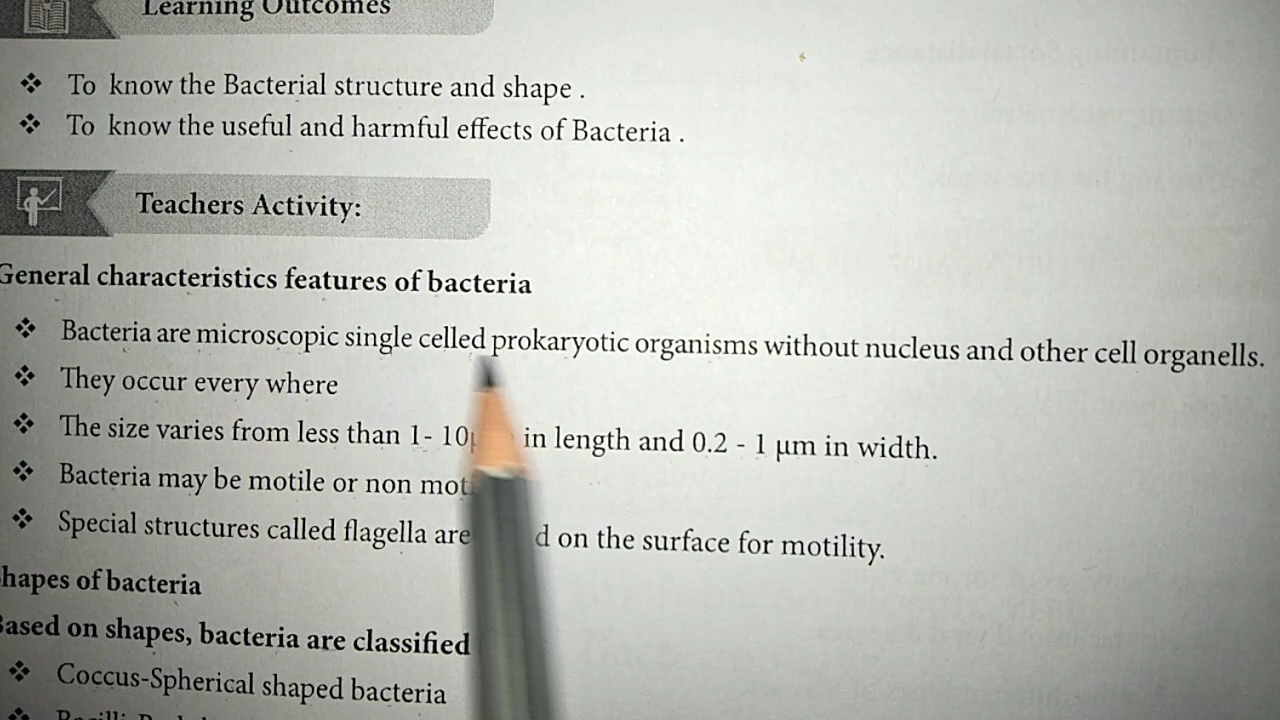 Learning Outcomes
❖ To know the Bacterial structure and shape .
❖ To know the useful and harmful effects of Bacteria .
Teachers Activity:
General characteristics features of bacteria
❖ Bacteria are microscopic single celled prokaryotic organisms without nucleus and other cell organells.
❖ They occur every where
❖ The size varies from less than 1- 10 in length and 0.2 - 1 μm in width.
❖ Bacteria may be motile or non
❖ Special structures called flagella are on the surface for motility.
hapes of bacteria
Based on shapes, bacteria are classified
❖ Coccus-Spherical shaped bacteria